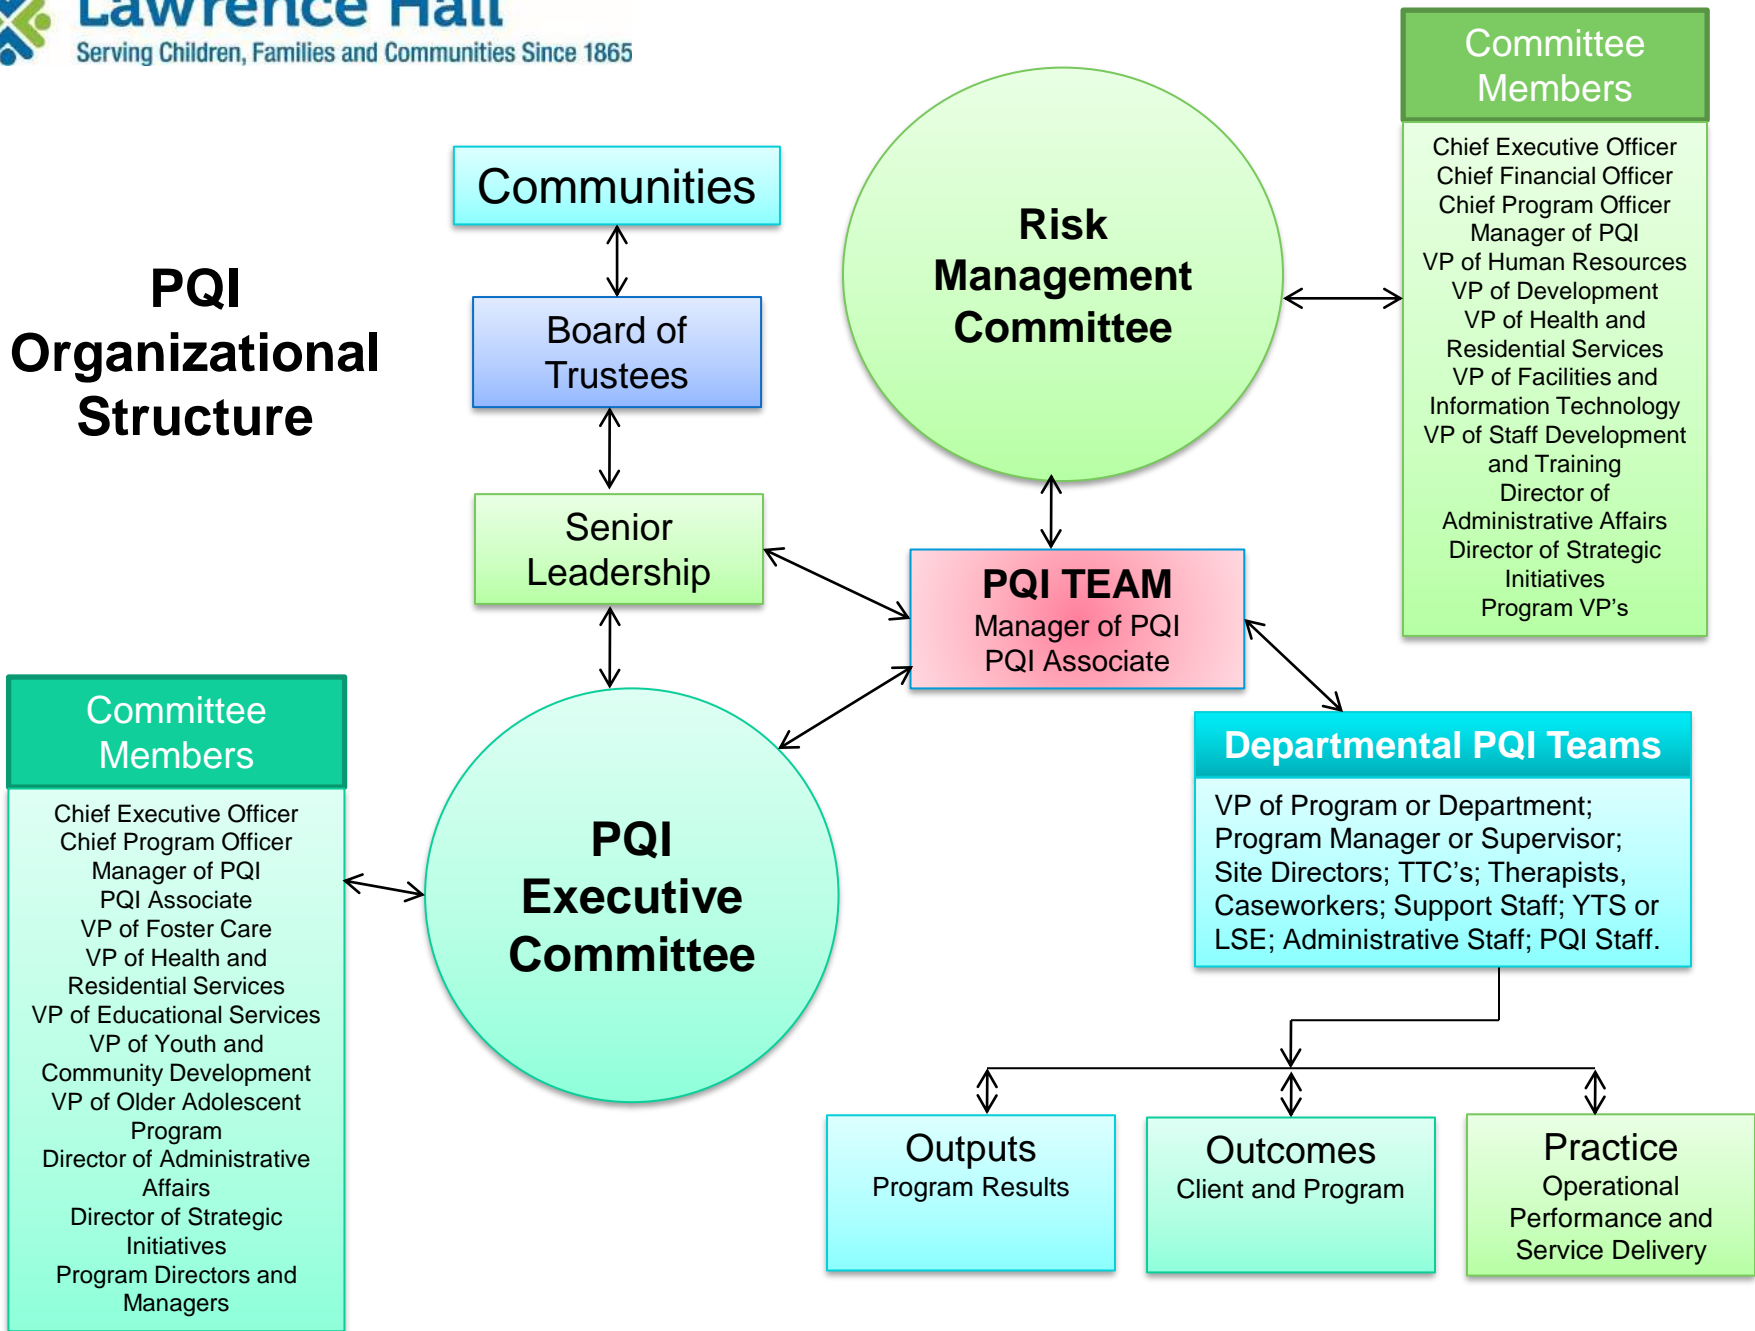 Lawrence Hall
Serving Children, Families and Communities Since 1865
PQI
Organizational
Structure
Communities
Board of
Trustees
Senior
Leadership
Risk
Management
Committee
Committee
Members
Chief Executive Officer
Chief Financial Officer
Chief Program Officer
Manager of PQI
VP of Human Resources
VP of Development
VP of Health and
Residential Services
VP of Facilities and
Information Technology
VP of Staff Development
and Training
Director of
Administrative Affairs
Director of Strategic
Initiatives
Program VP's
PQI TEAM
Manager of PQI
PQI Associate
Committee
Members
Chief Executive Officer
Chief Program Officer
Manager of PQI
PQI Associate
VP of Foster Care
VP of Health and
Residential Services
VP of Educational Services
VP of Youth and
Community Development
VP of Older Adolescent
Program
Director of Administrative
Affairs
Director of Strategic
Initiatives
Program Directors and
Managers
PQI
Executive
Committee
Departmental PQI Teams
VP of Program or Department;
Program Manager or Supervisor;
Site Directors; TTC's; Therapists,
Caseworkers; Support Staff; YTS or
LSE; Administrative Staff; PQI Staff.
Outputs
Program Results
Outcomes
Client and Program
Practice
Operational
Performance and
Service Delivery